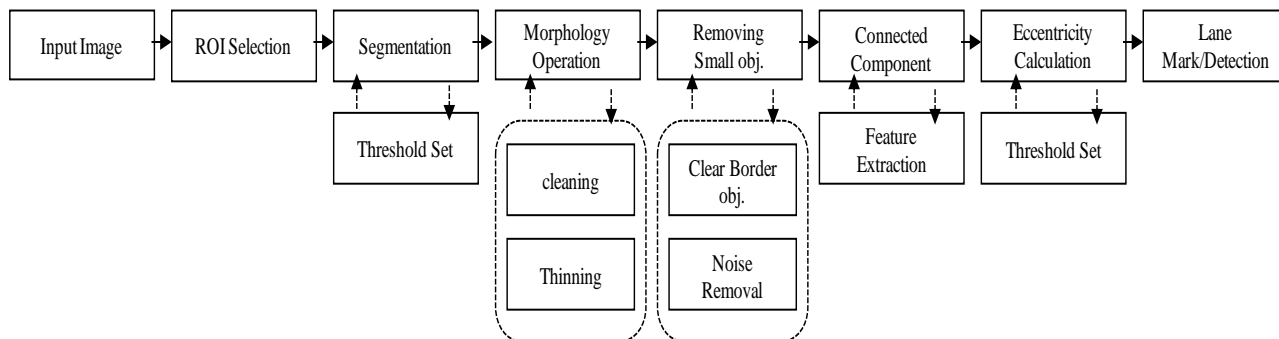 Input Image
ROI Selection
Segmentation
Morphology
Operation
Removing
Small obj.
Connected
Component
Eccentricity
Calculation
Lane
Mark/Detection
Threshold Set
cleaning
Thinning
Clear Border
obj.
Noise
Removal
Feature
Extraction
Threshold Set